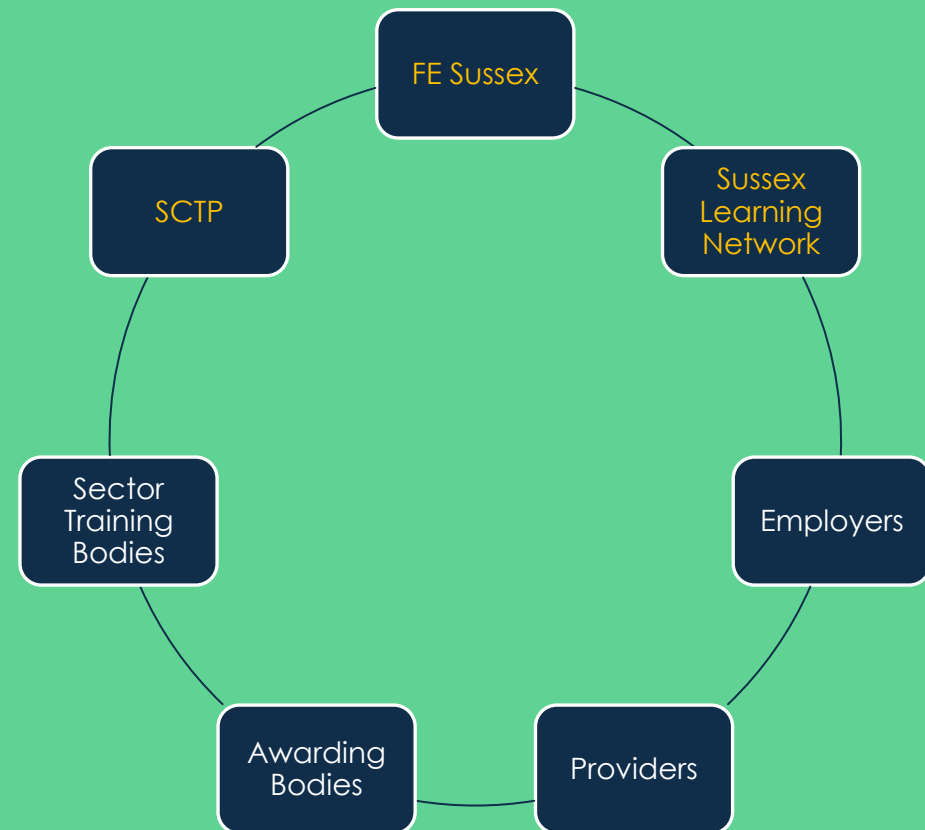 FE Sussex
SCTP
Sussex
Learning
Network
Sector
Training
Bodies
Employers
Awarding
Bodies
Providers